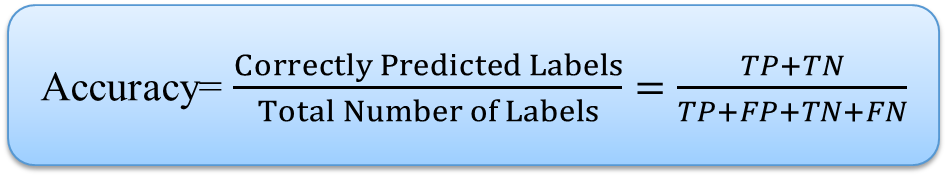 Accuracy= Correctly Predicted Labels / Total Number of Labels = TP+TN / TP+FP+TN+FN